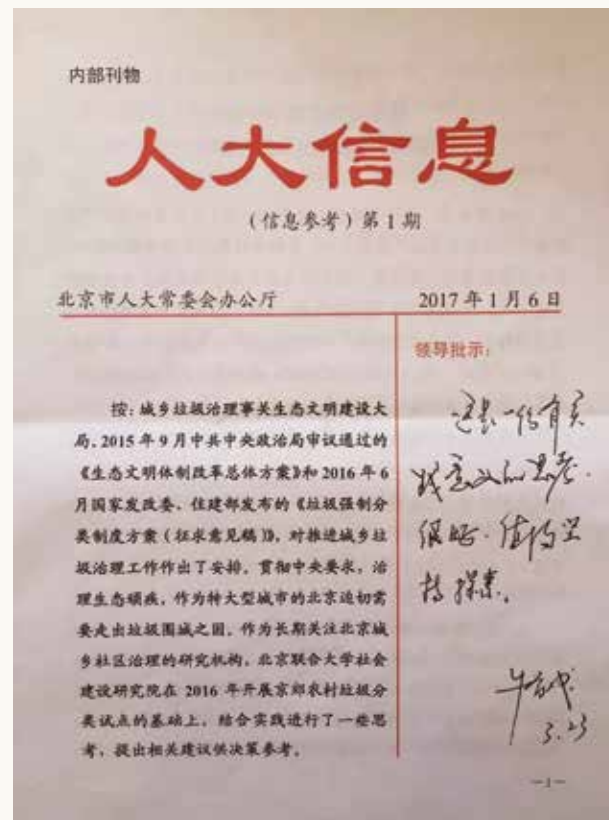 内部刊物
人大信息
(信息参考)第1期
北京市人大常委会办公厅
2017年1月6日
按:城乡垃圾治理事关生态文明建设大
局,2015年9月中共中央政治局审议通过的
《生态文明体制改革总体方案》和2016年6
月国家发改委、住建部发布的《垃圾强制分
类制度方案(征求意见稿)》,对推进城乡垃
圾治理工作作出了安排。贯彻中央要求,治
理生态顽疾,作为特大型城市的北京迫切需
要走出垃圾围城之困。作为长期关注北京城
乡社区治理的研究机构,北京联合大学社会
建设研究院在2016年开展京郊农村垃圾分
类试点的基础上,结合实践进行了一些思
考,提出相关建议供决策参考。
领导批示:
这是一份有实
践意义的思考.
很好.值得坚
持探索。
3.23
—1—